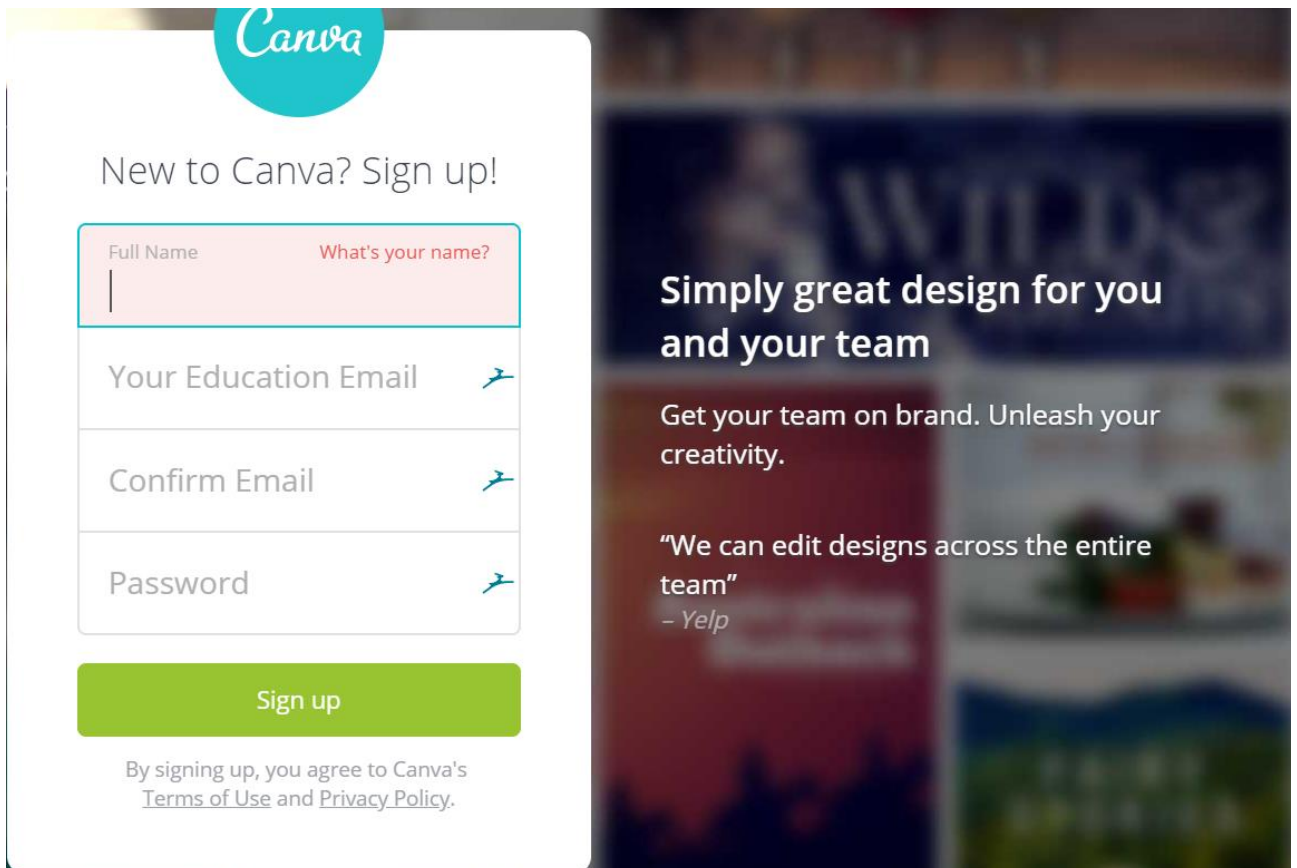 Canva
New to Canva? Sign up!
Full Name What's your name?
Your Education Email
Confirm Email
Password
Sign up
By signing up, you agree to Canva's
Terms of Use and Privacy Policy.
WILD &
Simply great design for you
and your team
Get your team on brand. Unleash your
creativity.
“We can edit designs across the entire
team”
– Yelp